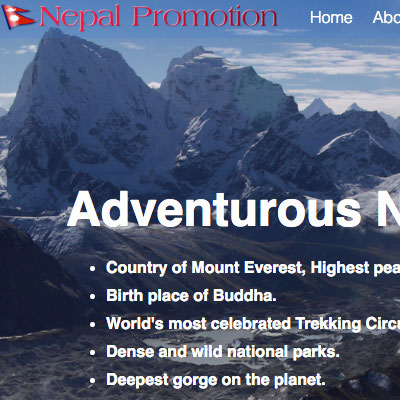 Nepal Promotion Home Abo
Adventurous N
Country of Mount Everest, Highest pea
Birth place of Buddha.
World's most celebrated Trekking Circu
Dense and wild national parks.
Deepest gorge on the planet.